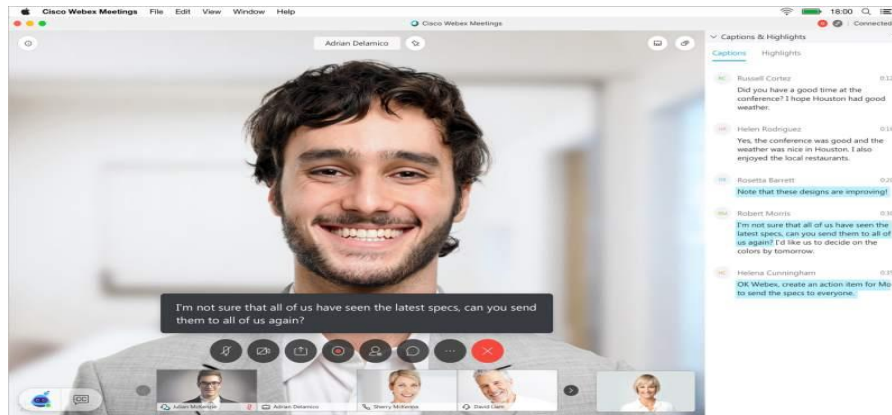 Cisco Webex Meetings File Edit View Window Help 18:00
Cisco Webex Meetings
Connected
Adrian Delamico
Captions & Highlights
Captions Highlights
Russell Cortez
Did you have a good time at the
conference? I hope Houston had good
weather.
Helen Rodriguez
Yes, the conference was good and the
weather was nice in Houston. I also
enjoyed the local restaurants.
Rosetta Barrett
Note that these designs are improving!
Robert Morris
I'm not sure that all of us have seen the
latest specs, can you send them to all of
us again? I'd like us to decide on the
colors by tomorrow.
Helena Cunningham
OK Webex, create an action item for Mo
to send the specs to everyone.
I'm not sure that all of us have seen the latest specs, can you send
them to all of us again?
CC
Julian McKenzie
Adrian Delamico
Sherry McKenna
David Liam